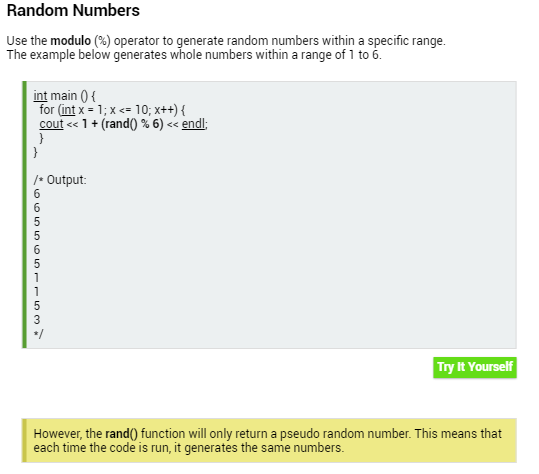 Random Numbers
Use the modulo (%) operator to generate random numbers within a specific range.
The example below generates whole numbers within a range of 1 to 6.
int main () {
for (int x = 1; x <= 10; x++) {
cout << 1 + (rand() % 6) << endl;
}
}
/* Output:
6
6
5
5
6
5
1
1
5
3
*/
Try It Yourself
However, the rand() function will only return a pseudo random number. This means that
each time the code is run, it generates the same numbers.